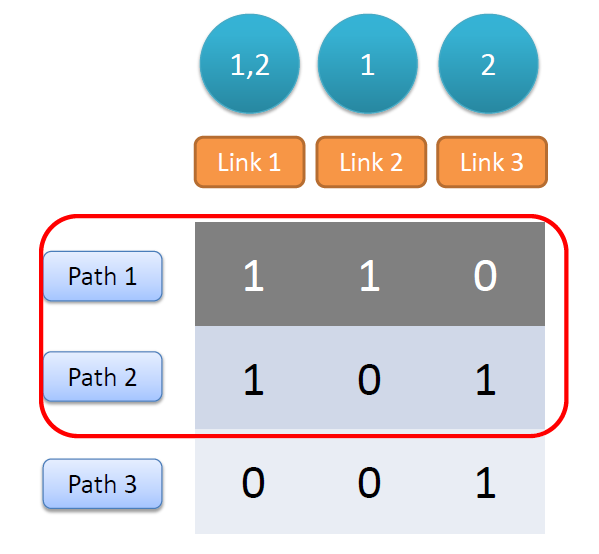 1,2 1 2
Link 1 Link 2 Link 3
Path 1 1 1 0
Path 2 1 0 1
Path 3 0 0 1